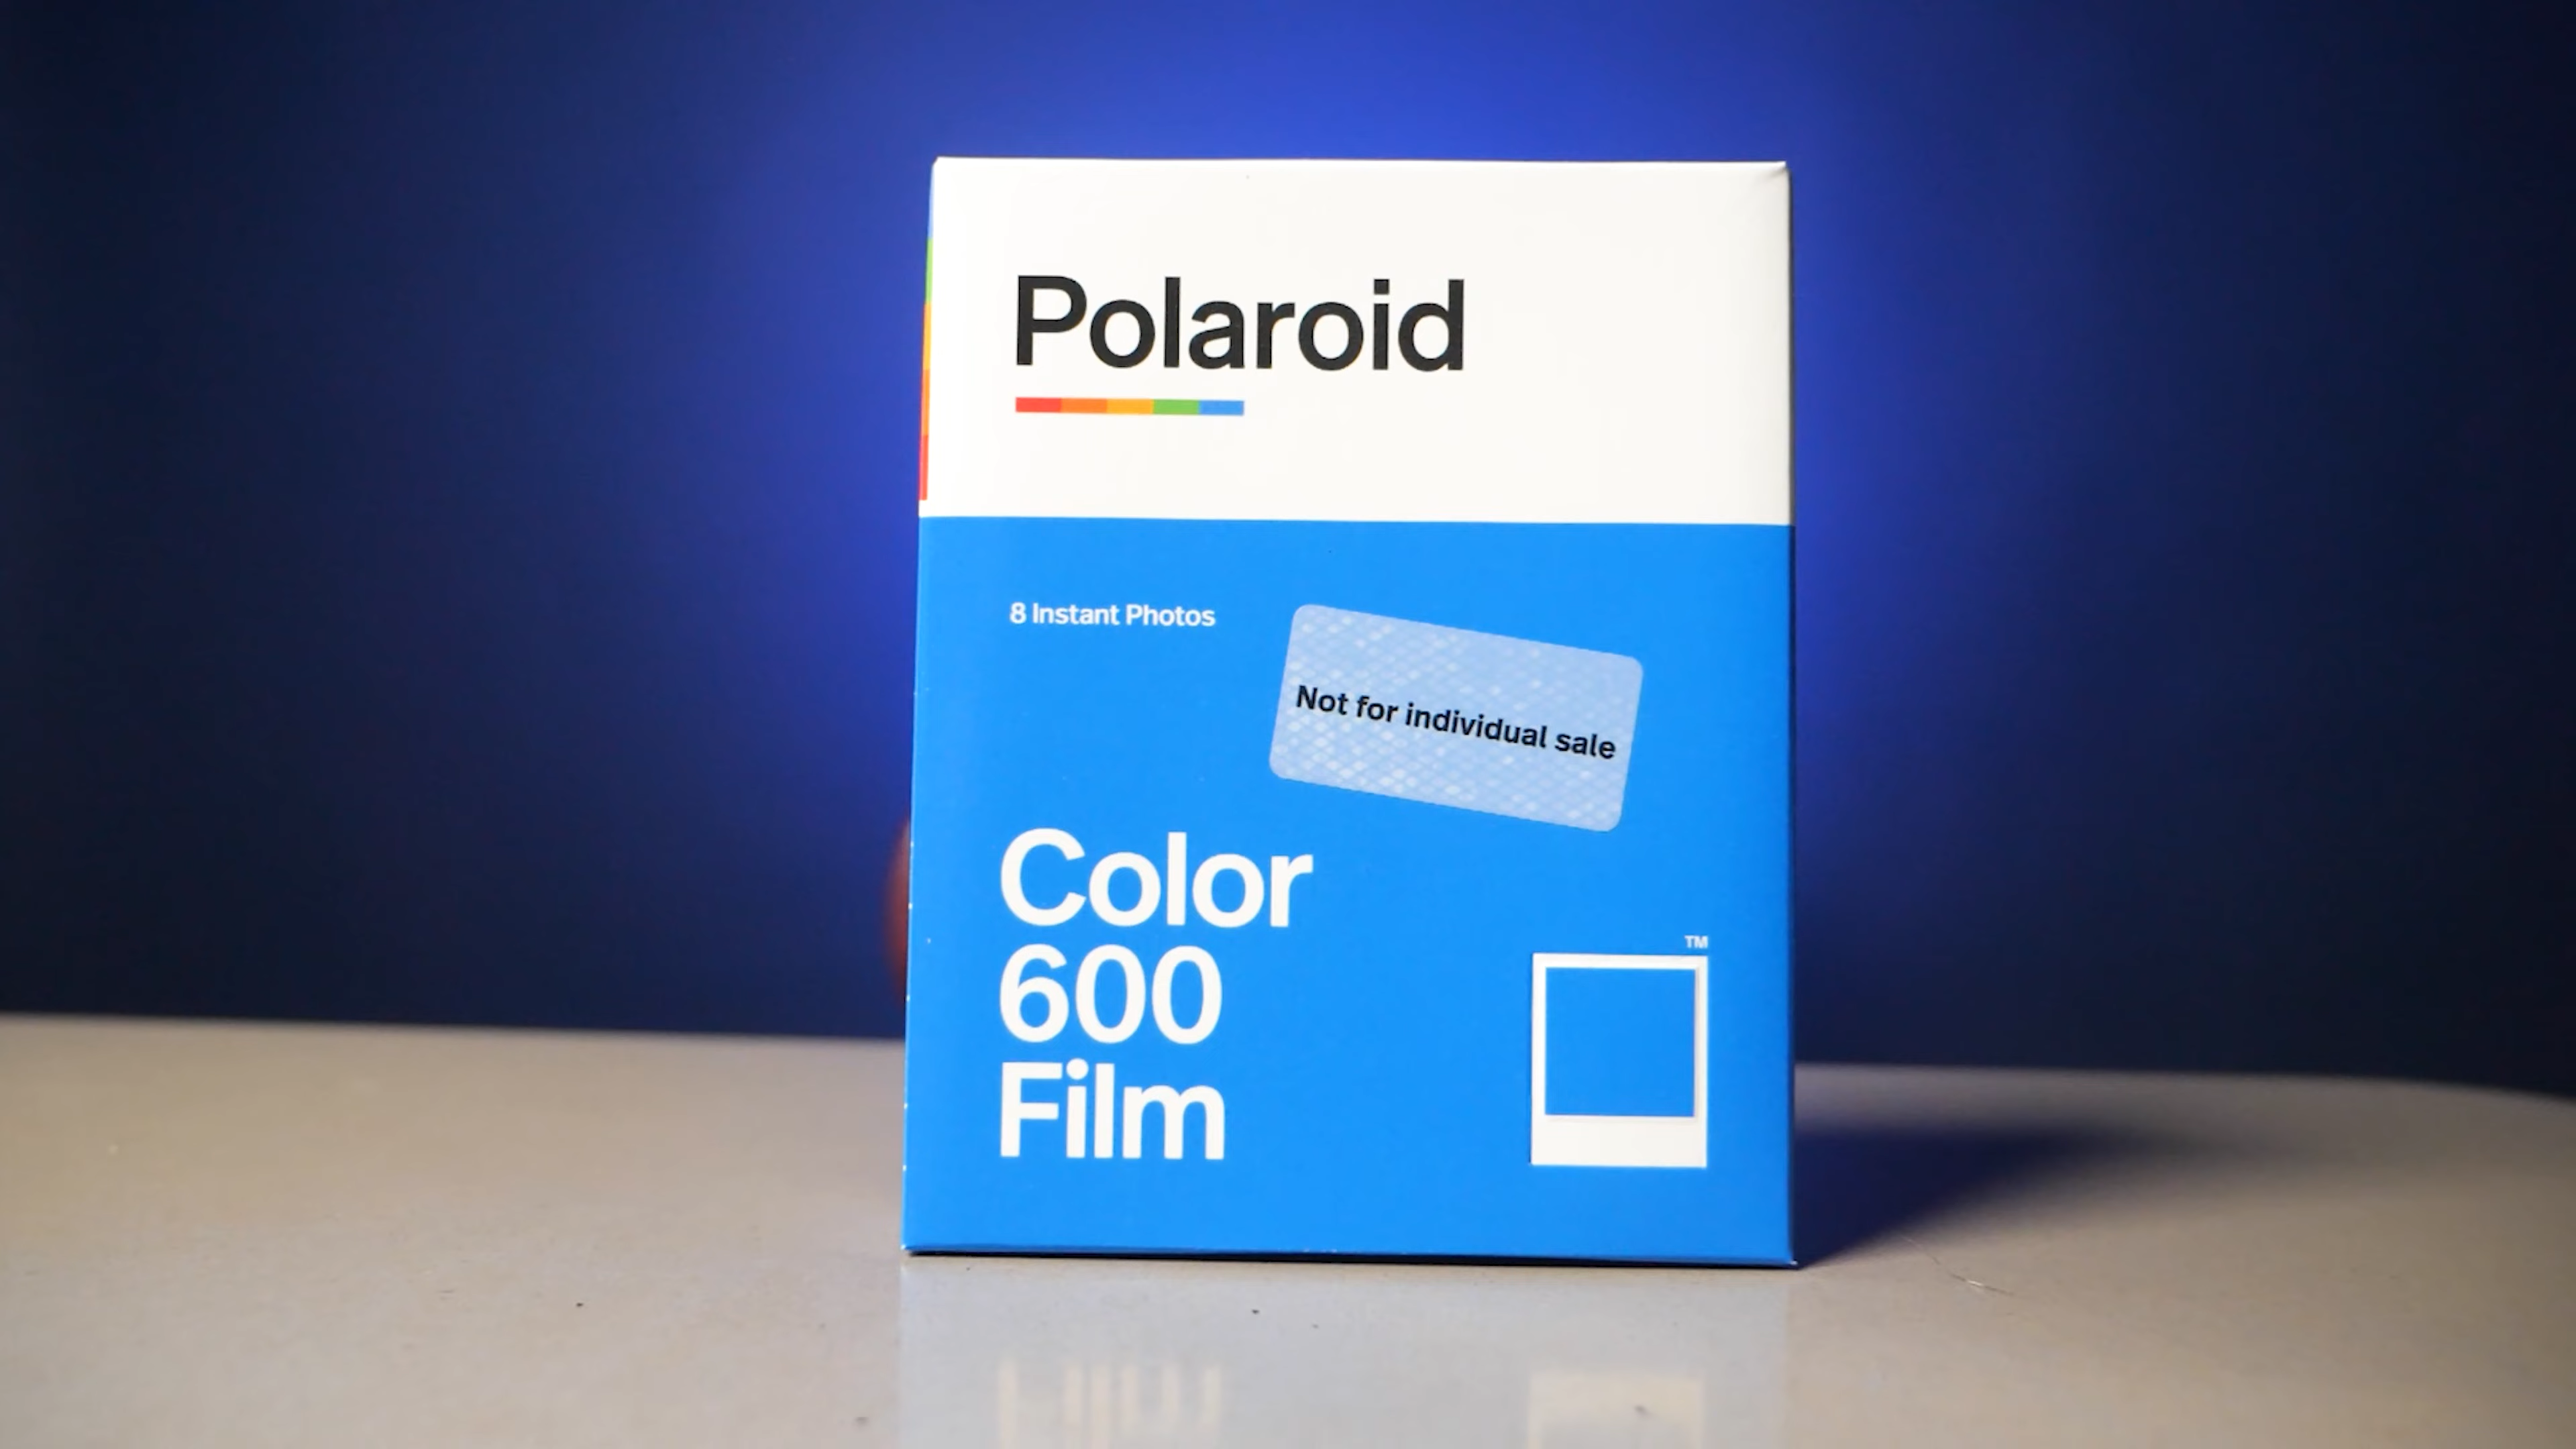 Polaroid
8 Instant Photos
Not for individual sale
Color
600
Film
TM